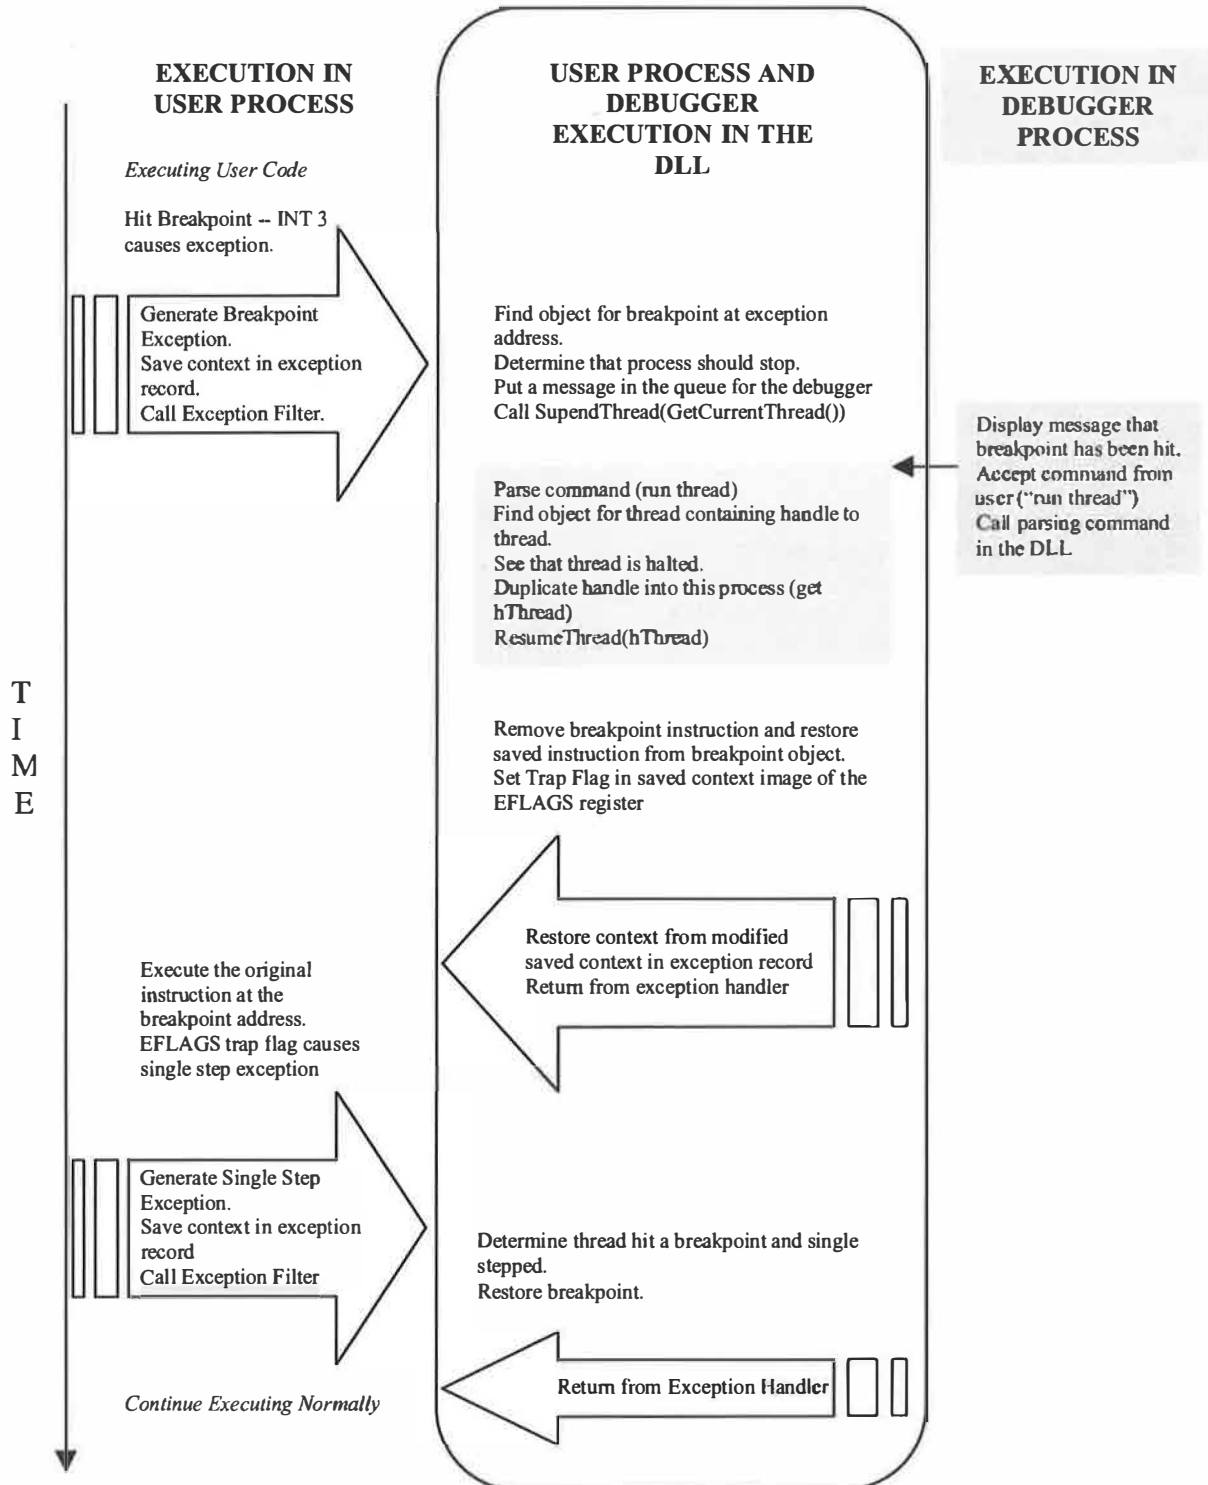 EXECUTION IN
USER PROCESS
USER PROCESS AND
DEBUGGER
EXECUTION IN THE
DLL
EXECUTION IN
DEBUGGER
PROCESS
Executing User Code
Hit Breakpoint -- INT 3
causes exception.
Generate Breakpoint
Exception.
Save context in exception
record.
Call Exception Filter.
Find object for breakpoint at exception
address.
Determine that process should stop.
Put a message in the queue for the debugger
Call SupendThread(GetCurrentThread())
Display message that
breakpoint has been hit.
Accept command from
user ("run thread")
Call parsing command
in the DLL
Parse command (run thread)
Find object for thread containing handle to
thread.
See that thread is halted.
Duplicate handle into this process (get
hThread)
ResumeThread(hThread)
T
I
M
E
Remove breakpoint instruction and restore
saved instruction from breakpoint object.
Set Trap Flag in saved context image of the
EFLAGS register
Restore context from modified
saved context in exception record
Return from exception handler
Execute the original
instruction at the
breakpoint address.
EFLAGS trap flag causes
single step exception
Generate Single Step
Exception.
Save context in exception
record
Call Exception Filter
Determine thread hit a breakpoint and single
stepped.
Restore breakpoint.
Return from Exception Handler
Continue Executing Normally